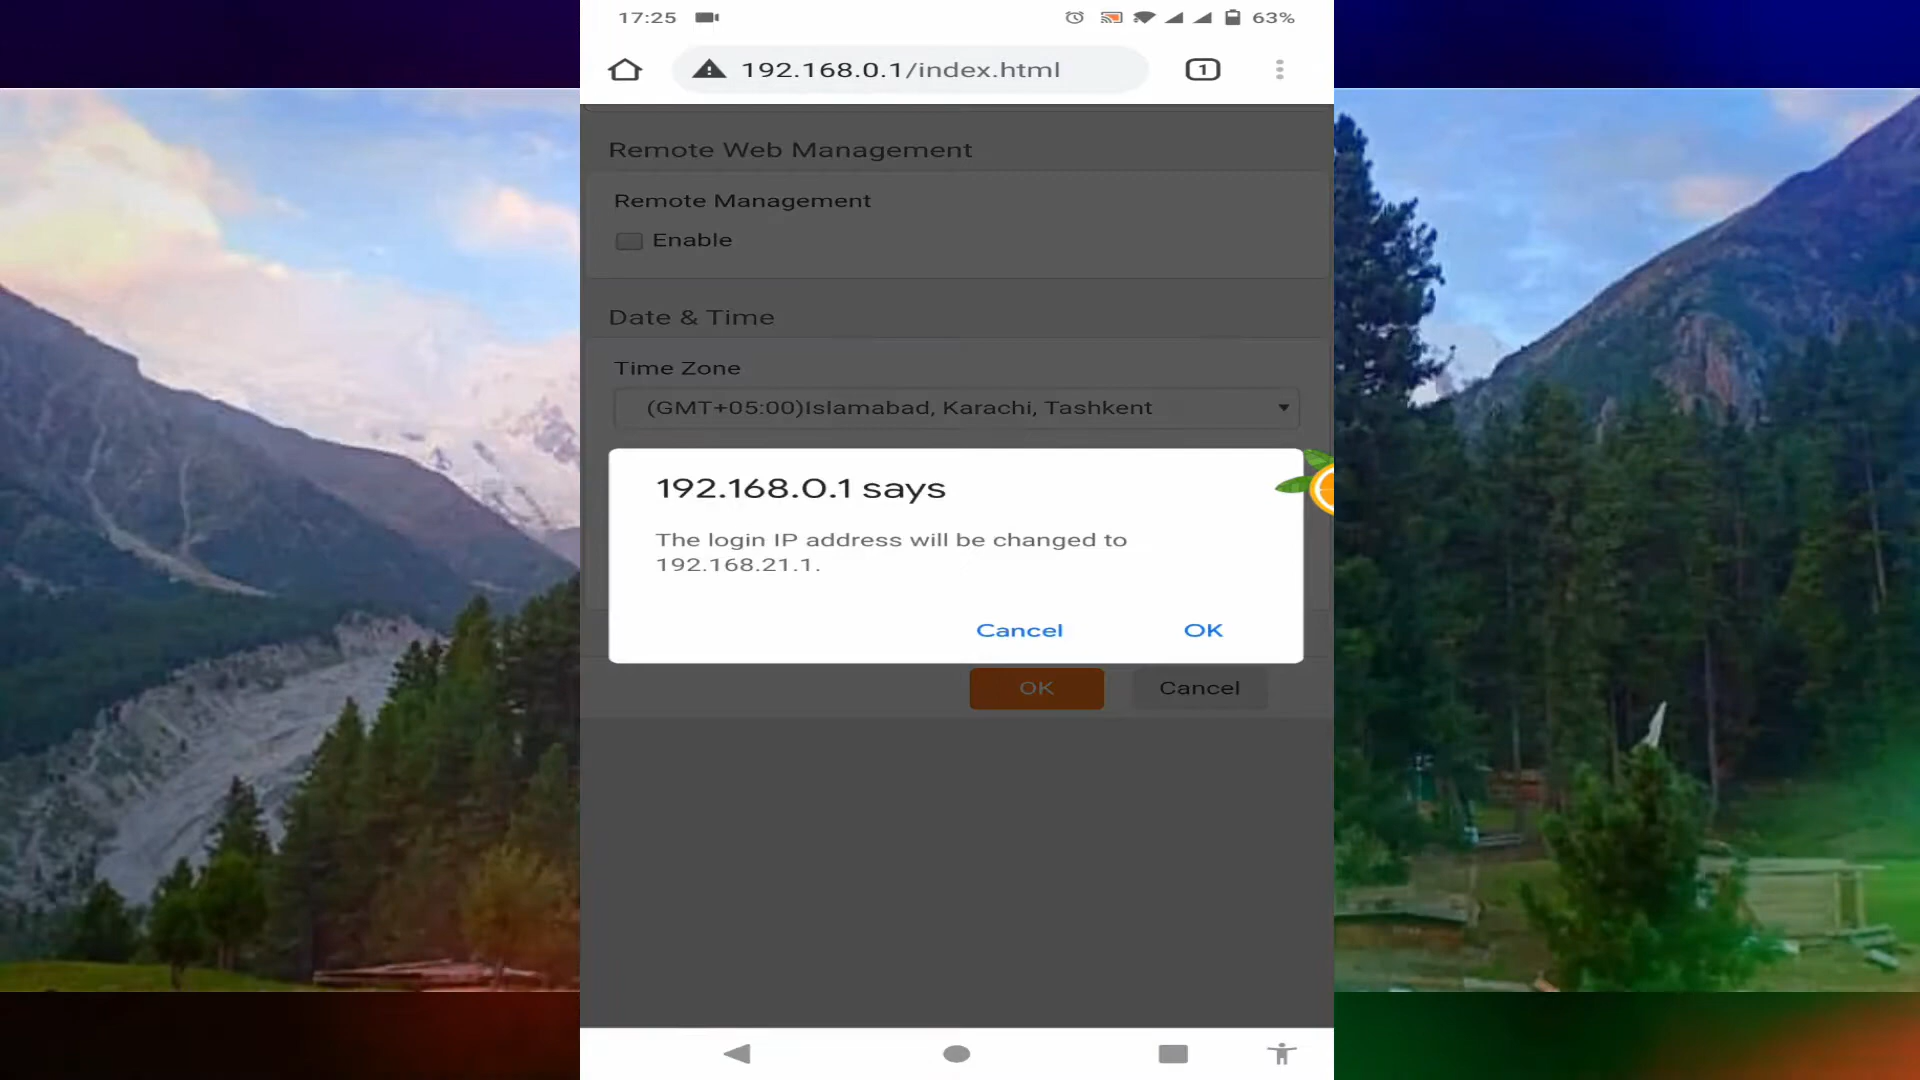 17:25
63%
192.168.0.1/index.html
1
Remote Web Management
Remote Management
Enable
Date & Time
Time Zone
(GMT+05:00)Islamabad, Karachi, Tashkent
192.168.0.1 says
The login IP address will be changed to
192.168.21.1.
Cancel
OK
OK
Cancel